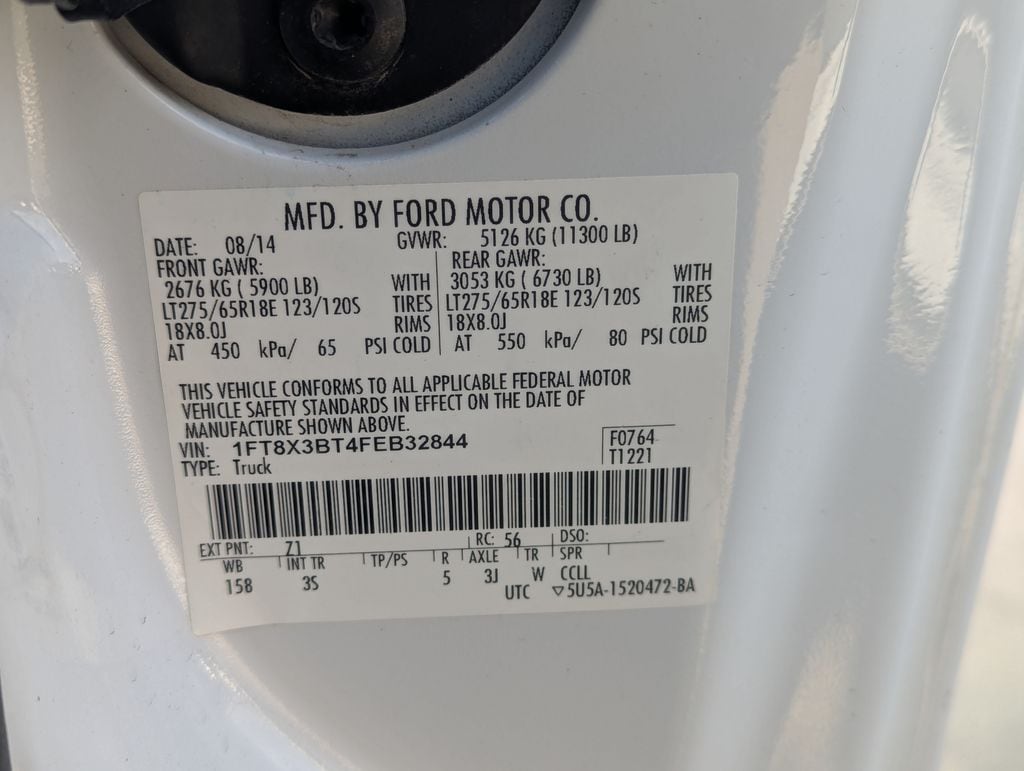 MFD. BY FORD MOTOR CO.
DATE: 08/14 GVWR: 5126 KG (11300 LB)
FRONT GAWR: REAR GAWR:
2676 KG ( 5900 LB) WITH 3053 KG ( 6730 LB) WITH
LT275/65R18E 123/120S TIRES LT275/65R18E 123/120S TIRES
18X8.0J RIMS 18X8.0J RIMS
AT 450 kPa/ 65 PSI COLD AT 550 kPa/ 80 PSI COLD
THIS VEHICLE CONFORMS TO ALL APPLICABLE FEDERAL MOTOR
VEHICLE SAFETY STANDARDS IN EFFECT ON THE DATE OF
MANUFACTURE SHOWN ABOVE.
VIN: 1FT8X3BT4FEB32844 F0764
TYPE: Truck T1221
EXT PNT: Z1 RC: 56 DSO:
WB INT TR TP/PS R AXLE TR SPR
158 3S 5 3J W CCLL
UTC ▽5U5A-1520472-BA